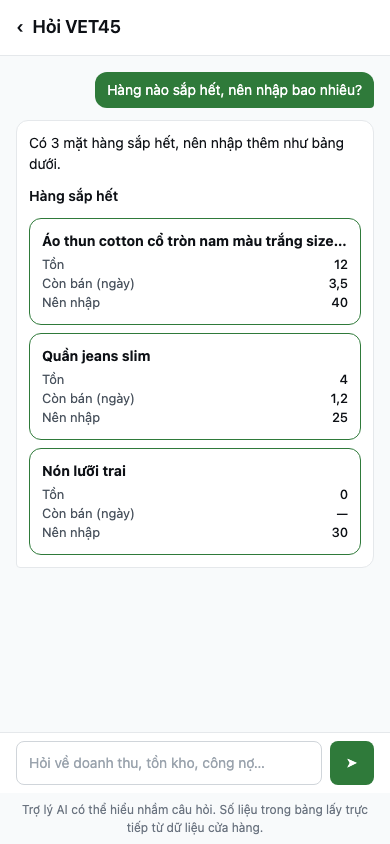 ‹ Hỏi VET45
Hàng nào sắp hết, nên nhập bao nhiêu?
Có 3 mặt hàng sắp hết, nên nhập thêm như bảng
dưới.
Hàng sắp hết
Áo thun cotton cổ tròn nam màu trắng size...
Tồn 12
Còn bán (ngày) 3,5
Nên nhập 40
Quần jeans slim
Tồn 4
Còn bán (ngày) 1,2
Nên nhập 25
Nón lưỡi trai
Tồn 0
Còn bán (ngày) —
Nên nhập 30
Hỏi về doanh thu, tồn kho, công nợ...
➤
Trợ lý AI có thể hiểu nhầm câu hỏi. Số liệu trong bảng lấy trực
tiếp từ dữ liệu cửa hàng.